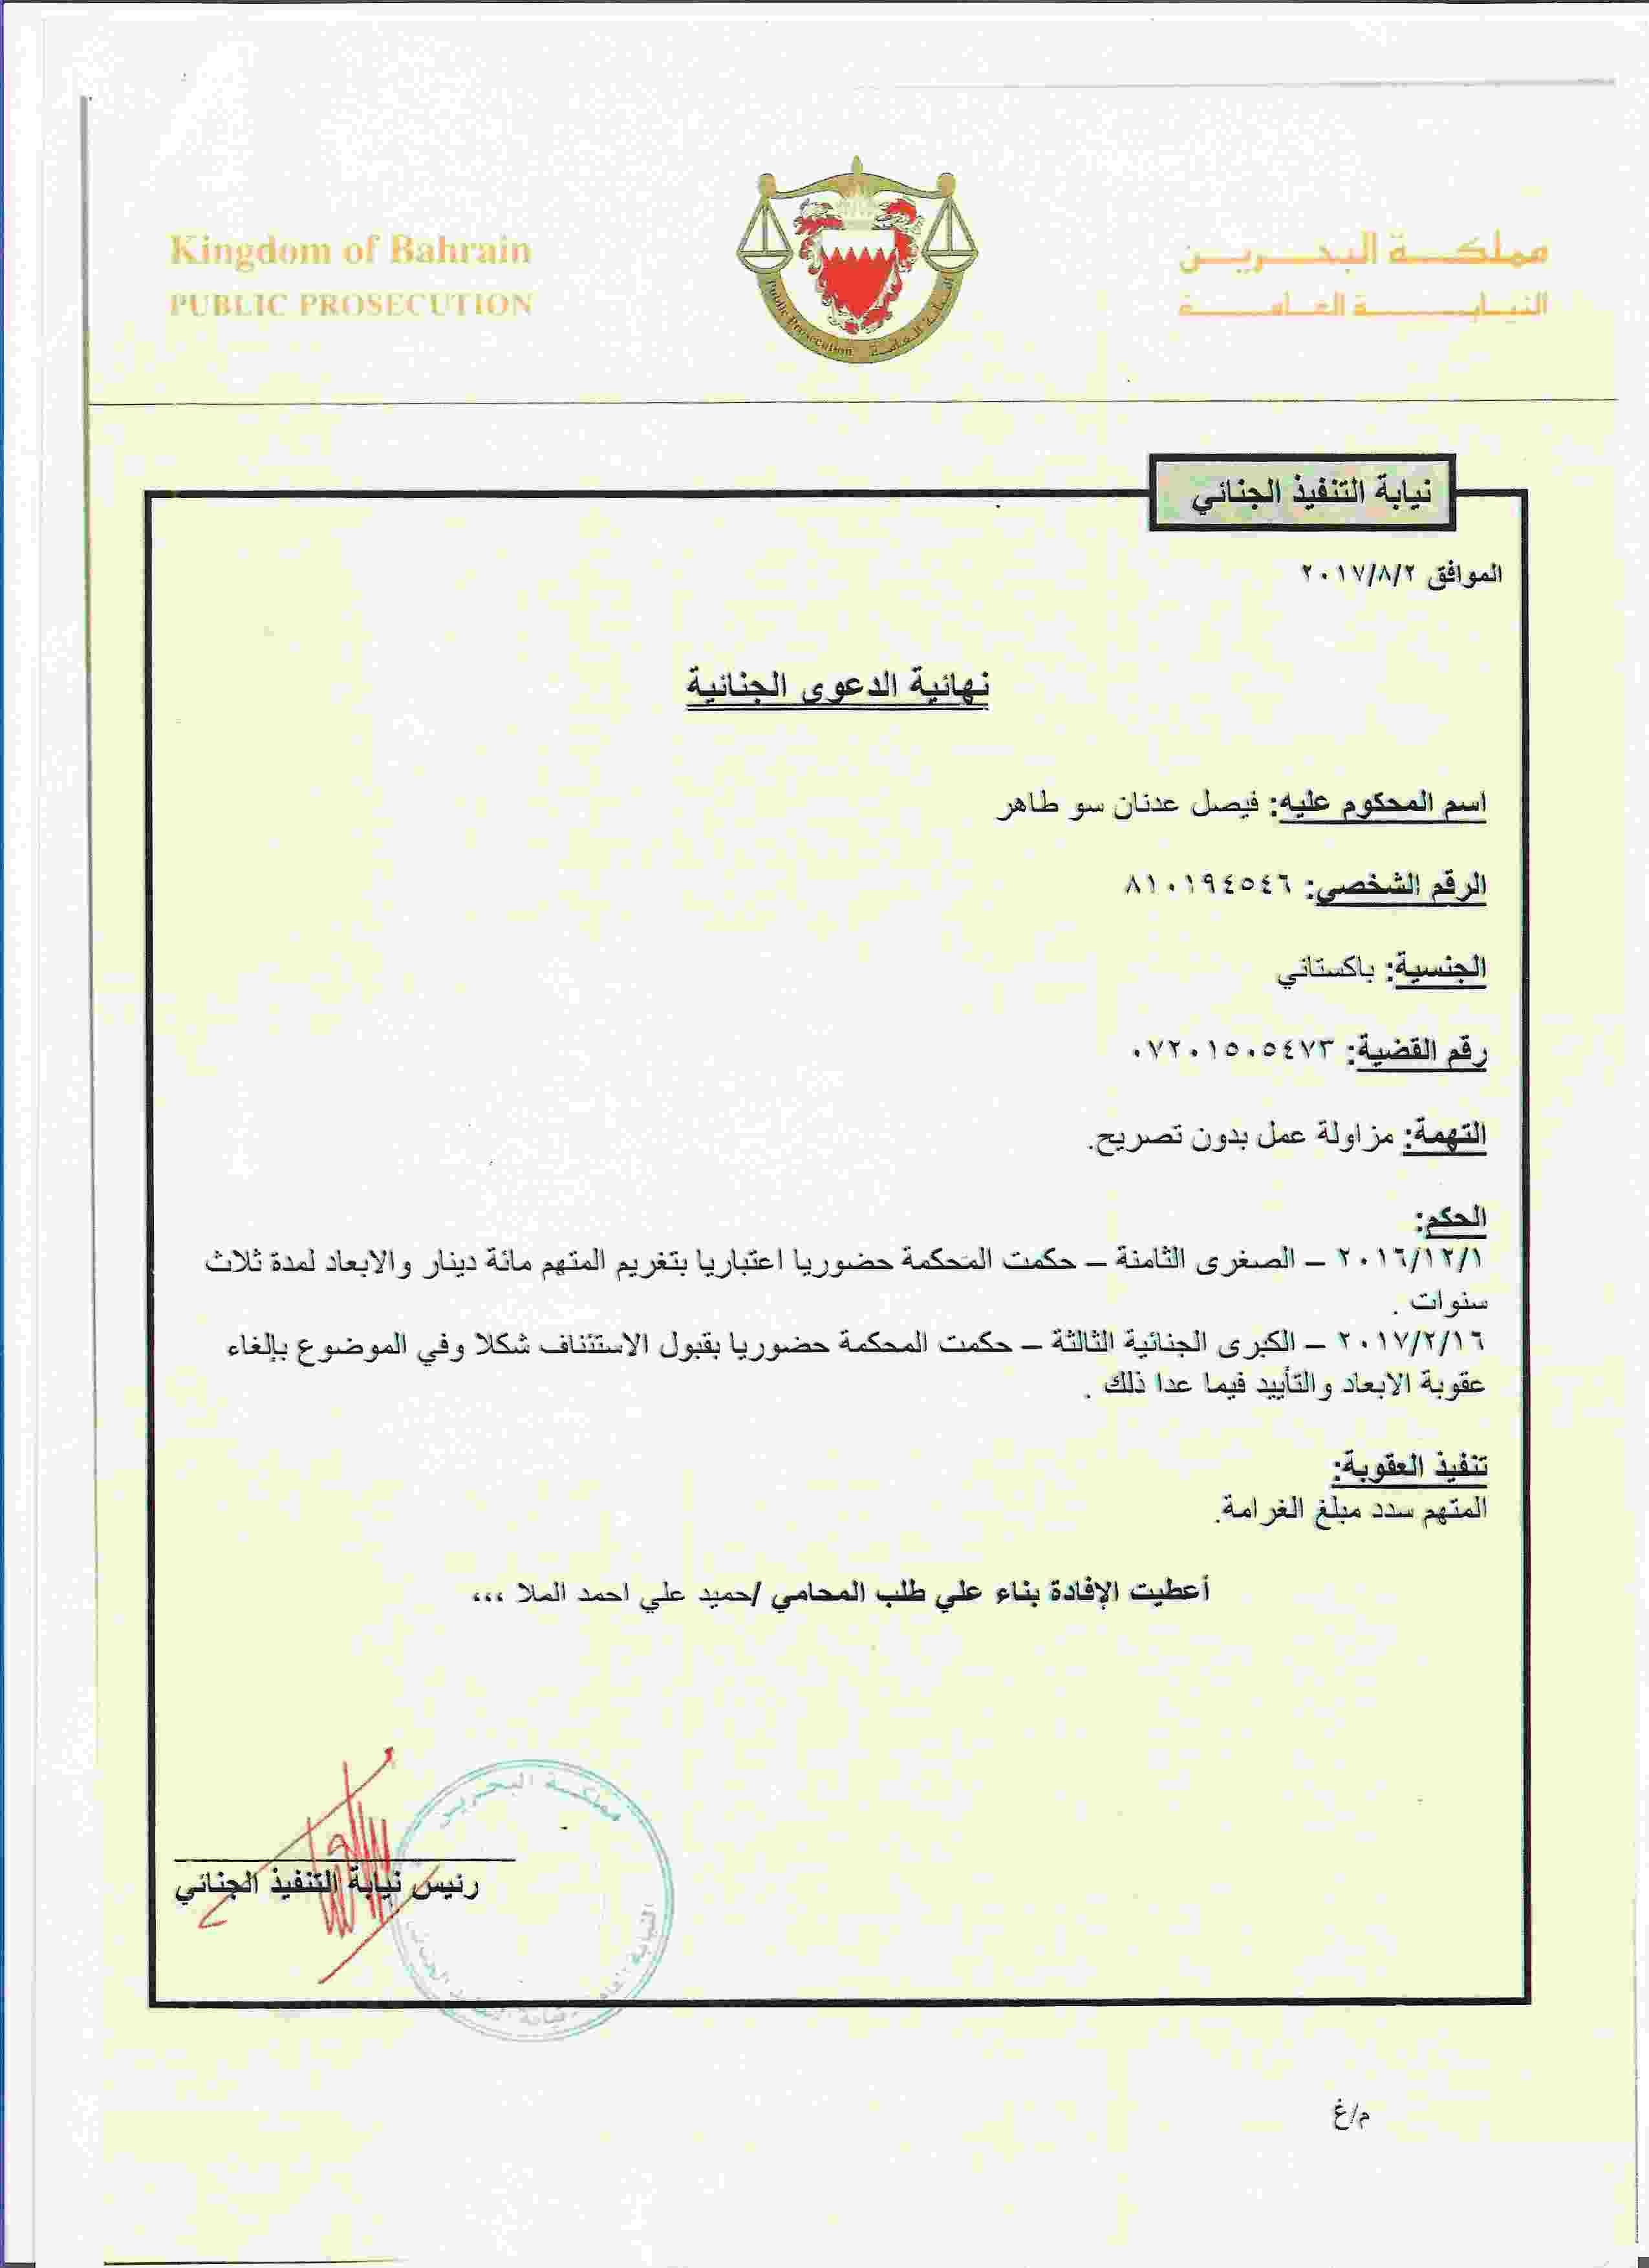 Kingdom of Bahrain
PUBLIC PROSECUTION
مملكة البحرين
النيابة العامة
Public Prosecution النيابة العامة
نيابة التنفيذ الجنائي
الموافق ٢٠١٧/٨/٢
نهائية الدعوى الجنائية
اسم المحكوم عليه: فيصل عدنان سو طاهر
الرقم الشخصي: ٨١٠١٩٤٥٤٦
الجنسية: باكستاني
رقم القضية: ٠٧٢٠١٥٠٥٤٧٣
التهمة: مزاولة عمل بدون تصريح.
الحكم:
٢٠١٦/١٢/١ – الصغرى الثامنة – حكمت المحكمة حضوريا اعتباريا بتغريم المتهم مائة دينار والابعاد لمدة ثلاث
سنوات .
٢٠١٧/٢/١٦ – الكبرى الجنائية الثالثة – حكمت المحكمة حضوريا بقبول الاستئناف شكلا وفي الموضوع بإلغاء
عقوبة الابعاد والتأييد فيما عدا ذلك .
تنفيذ العقوبة:
المتهم سدد مبلغ الغرامة.
أعطيت الإفادة بناء علي طلب المحامي /حميد علي احمد الملا ،،،
مملكة البحرين
رئيس نيابة التنفيذ الجنائي
النيابة العامة
م/غ